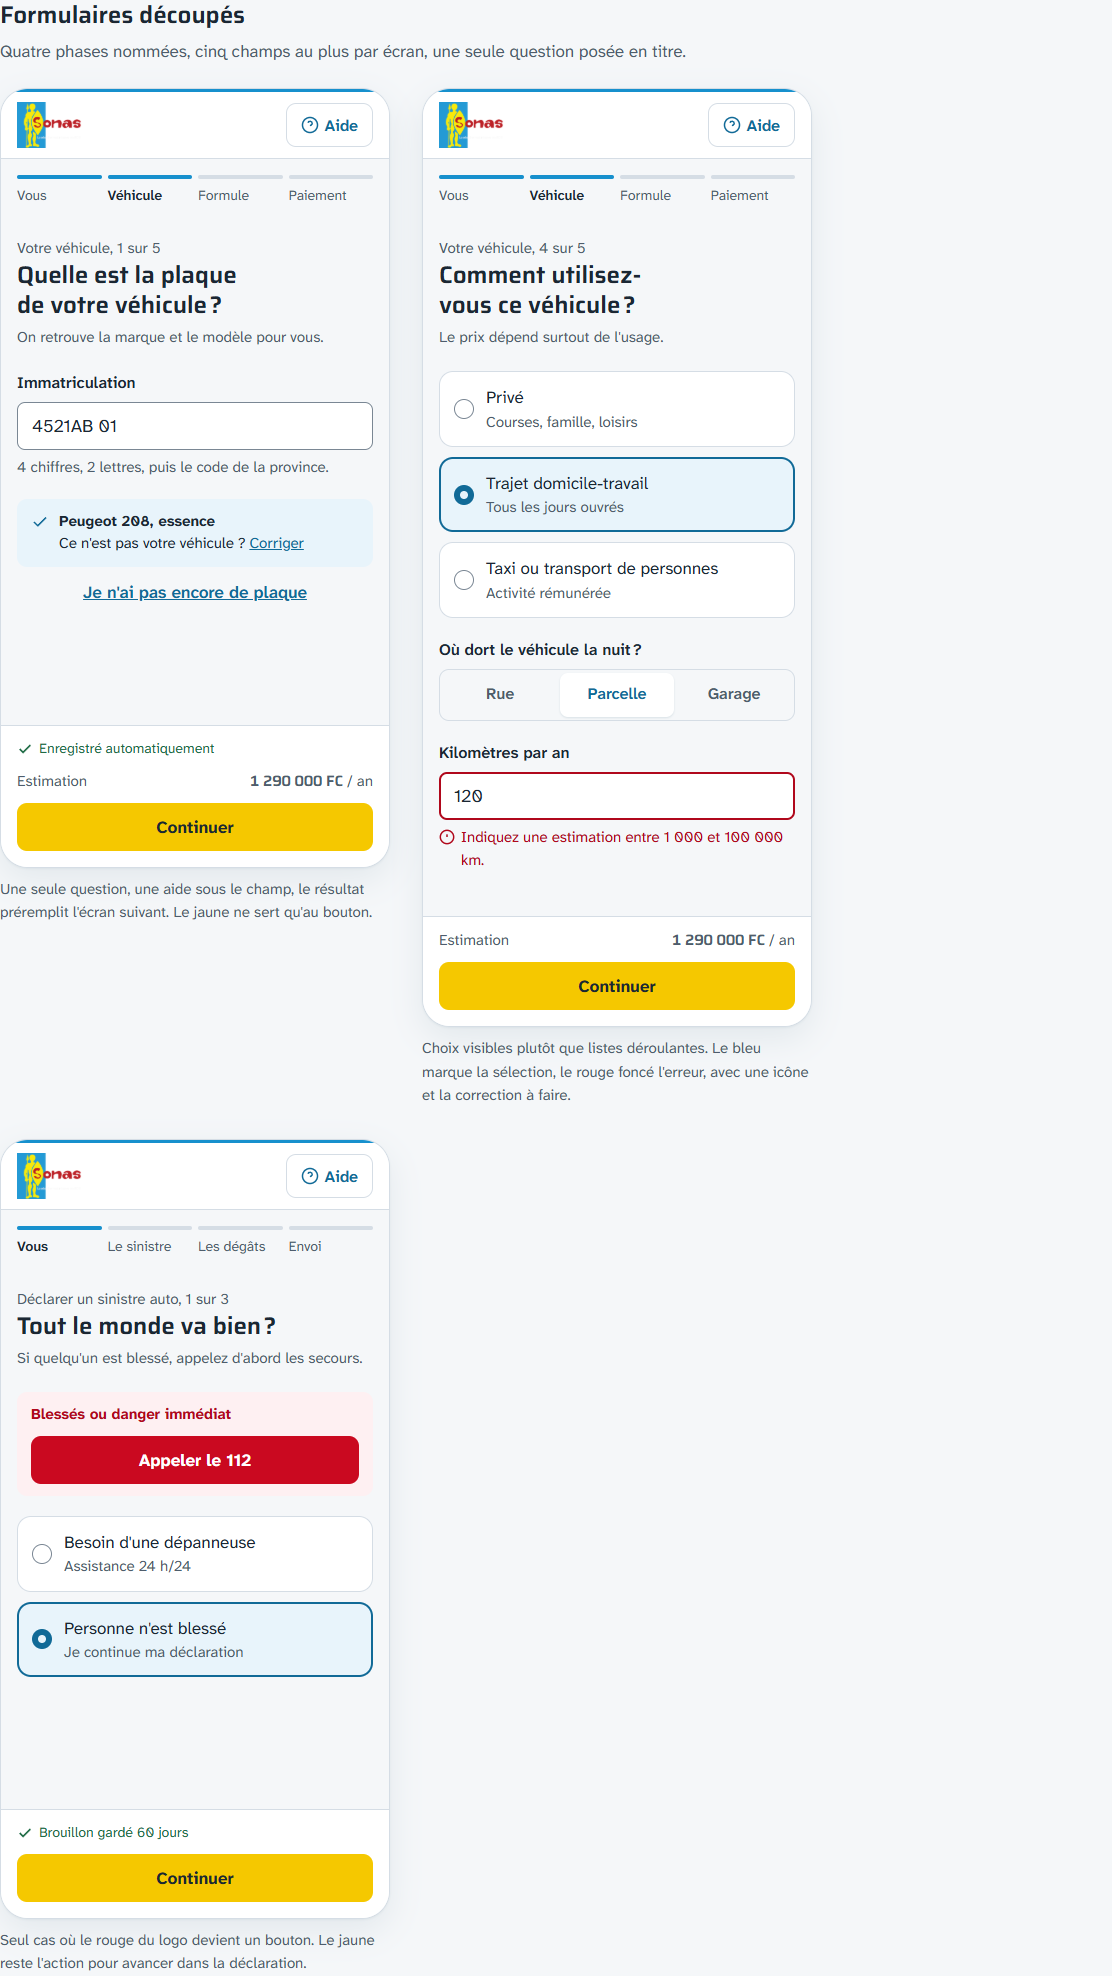 Formulaires découpés
Quatre phases nommées, cinq champs au plus par écran, une seule question posée en titre.
Sonas
Aide
Vous
Véhicule
Formule
Paiement
Votre véhicule, 1 sur 5
Quelle est la plaque
de votre véhicule ?
On retrouve la marque et le modèle pour vous.
Immatriculation
4521AB 01
4 chiffres, 2 lettres, puis le code de la province.
Peugeot 208, essence
Ce n'est pas votre véhicule ? Corriger
Je n'ai pas encore de plaque
Enregistré automatiquement
Estimation 1 290 000 FC / an
Continuer
Une seule question, une aide sous le champ, le résultat
préremplit l'écran suivant. Le jaune ne sert qu'au bouton.
Sonas
Aide
Vous
Véhicule
Formule
Paiement
Votre véhicule, 4 sur 5
Comment utilisez-
vous ce véhicule ?
Le prix dépend surtout de l'usage.
Privé
Courses, famille, loisirs
Trajet domicile-travail
Tous les jours ouvrés
Taxi ou transport de personnes
Activité rémunérée
Où dort le véhicule la nuit ?
Rue
Parcelle
Garage
Kilomètres par an
120
Indiquez une estimation entre 1 000 et 100 000
km.
Estimation 1 290 000 FC / an
Continuer
Choix visibles plutôt que listes déroulantes. Le bleu
marque la sélection, le rouge foncé l'erreur, avec une icône
et la correction à faire.
Sonas
Aide
Vous
Le sinistre
Les dégâts
Envoi
Déclarer un sinistre auto, 1 sur 3
Tout le monde va bien ?
Si quelqu'un est blessé, appelez d'abord les secours.
Blessés ou danger immédiat
Appeler le 112
Besoin d'une dépanneuse
Assistance 24 h/24
Personne n'est blessé
Je continue ma déclaration
Brouillon gardé 60 jours
Continuer
Seul cas où le rouge du logo devient un bouton. Le jaune
reste l'action pour avancer dans la déclaration.